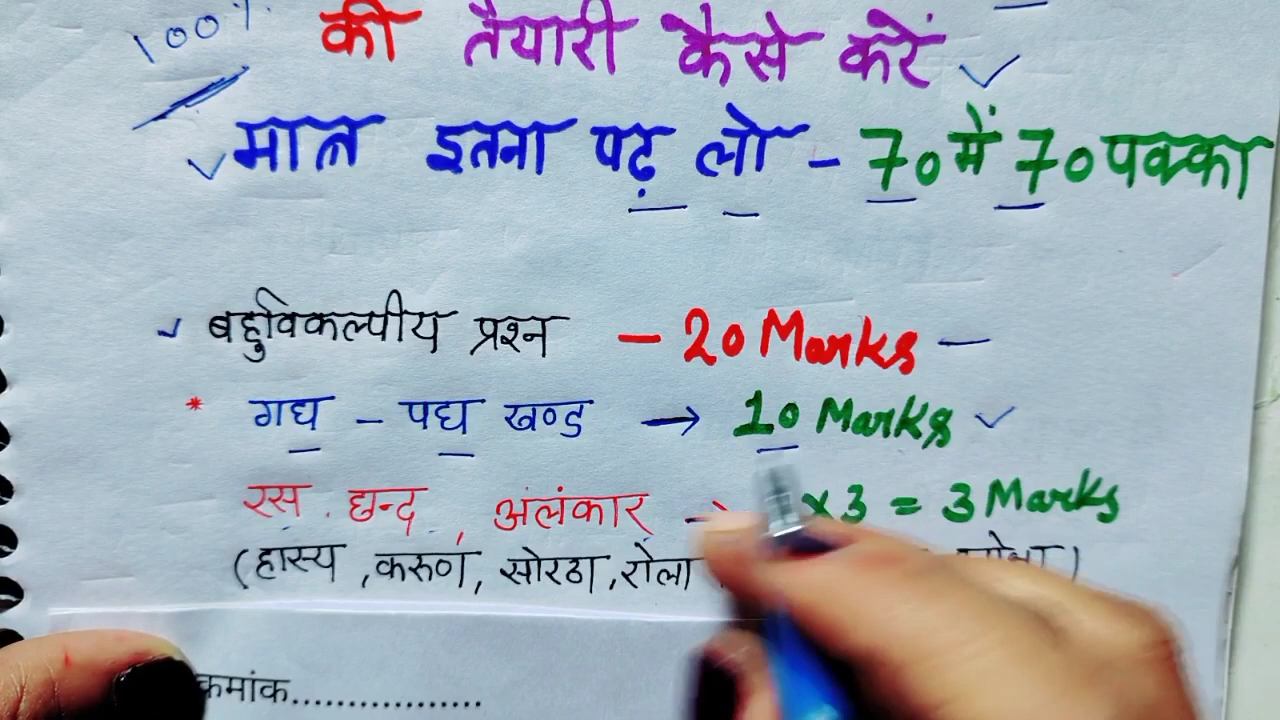 100% की तैयारी कैसे करें
मात्र इतना पढ़ लो - 70 में 70 पक्का
बहुविकल्पीय प्रश्न - 20 Marks -
* गद्य - पद्य खण्ड → 10 Marks
रस, छन्द, अलंकार → ×3 = 3 Marks
(हास्य, करुण, सोरठा, रोला
क्रमांक.................